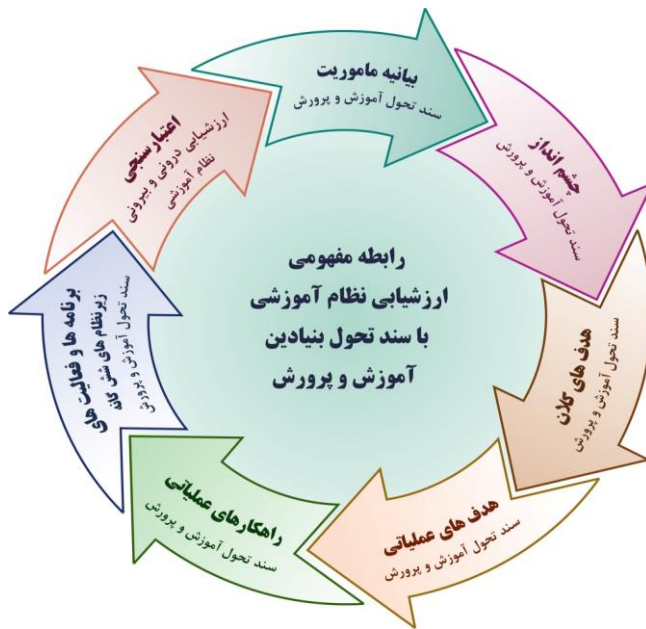 رابطه مفهومی
ارزشیابی نظام آموزشی
با سند تحول بنیادین
آموزش و پرورش
بیانیه ماموریت
سند تحول آموزش و پرورش
چشم انداز
سند تحول آموزش و پرورش
هدف های کلان
سند تحول آموزش و پرورش
هدف های عملیاتی
سند تحول آموزش و پرورش
راهکارهای عملیاتی
سند تحول آموزش و پرورش
برنامه ها و فعالیت های
زیرنظام های شش گانه
سند تحول آموزش و پرورش
اعتبارسنجی
ارزشیابی درونی و بیرونی
نظام آموزشی